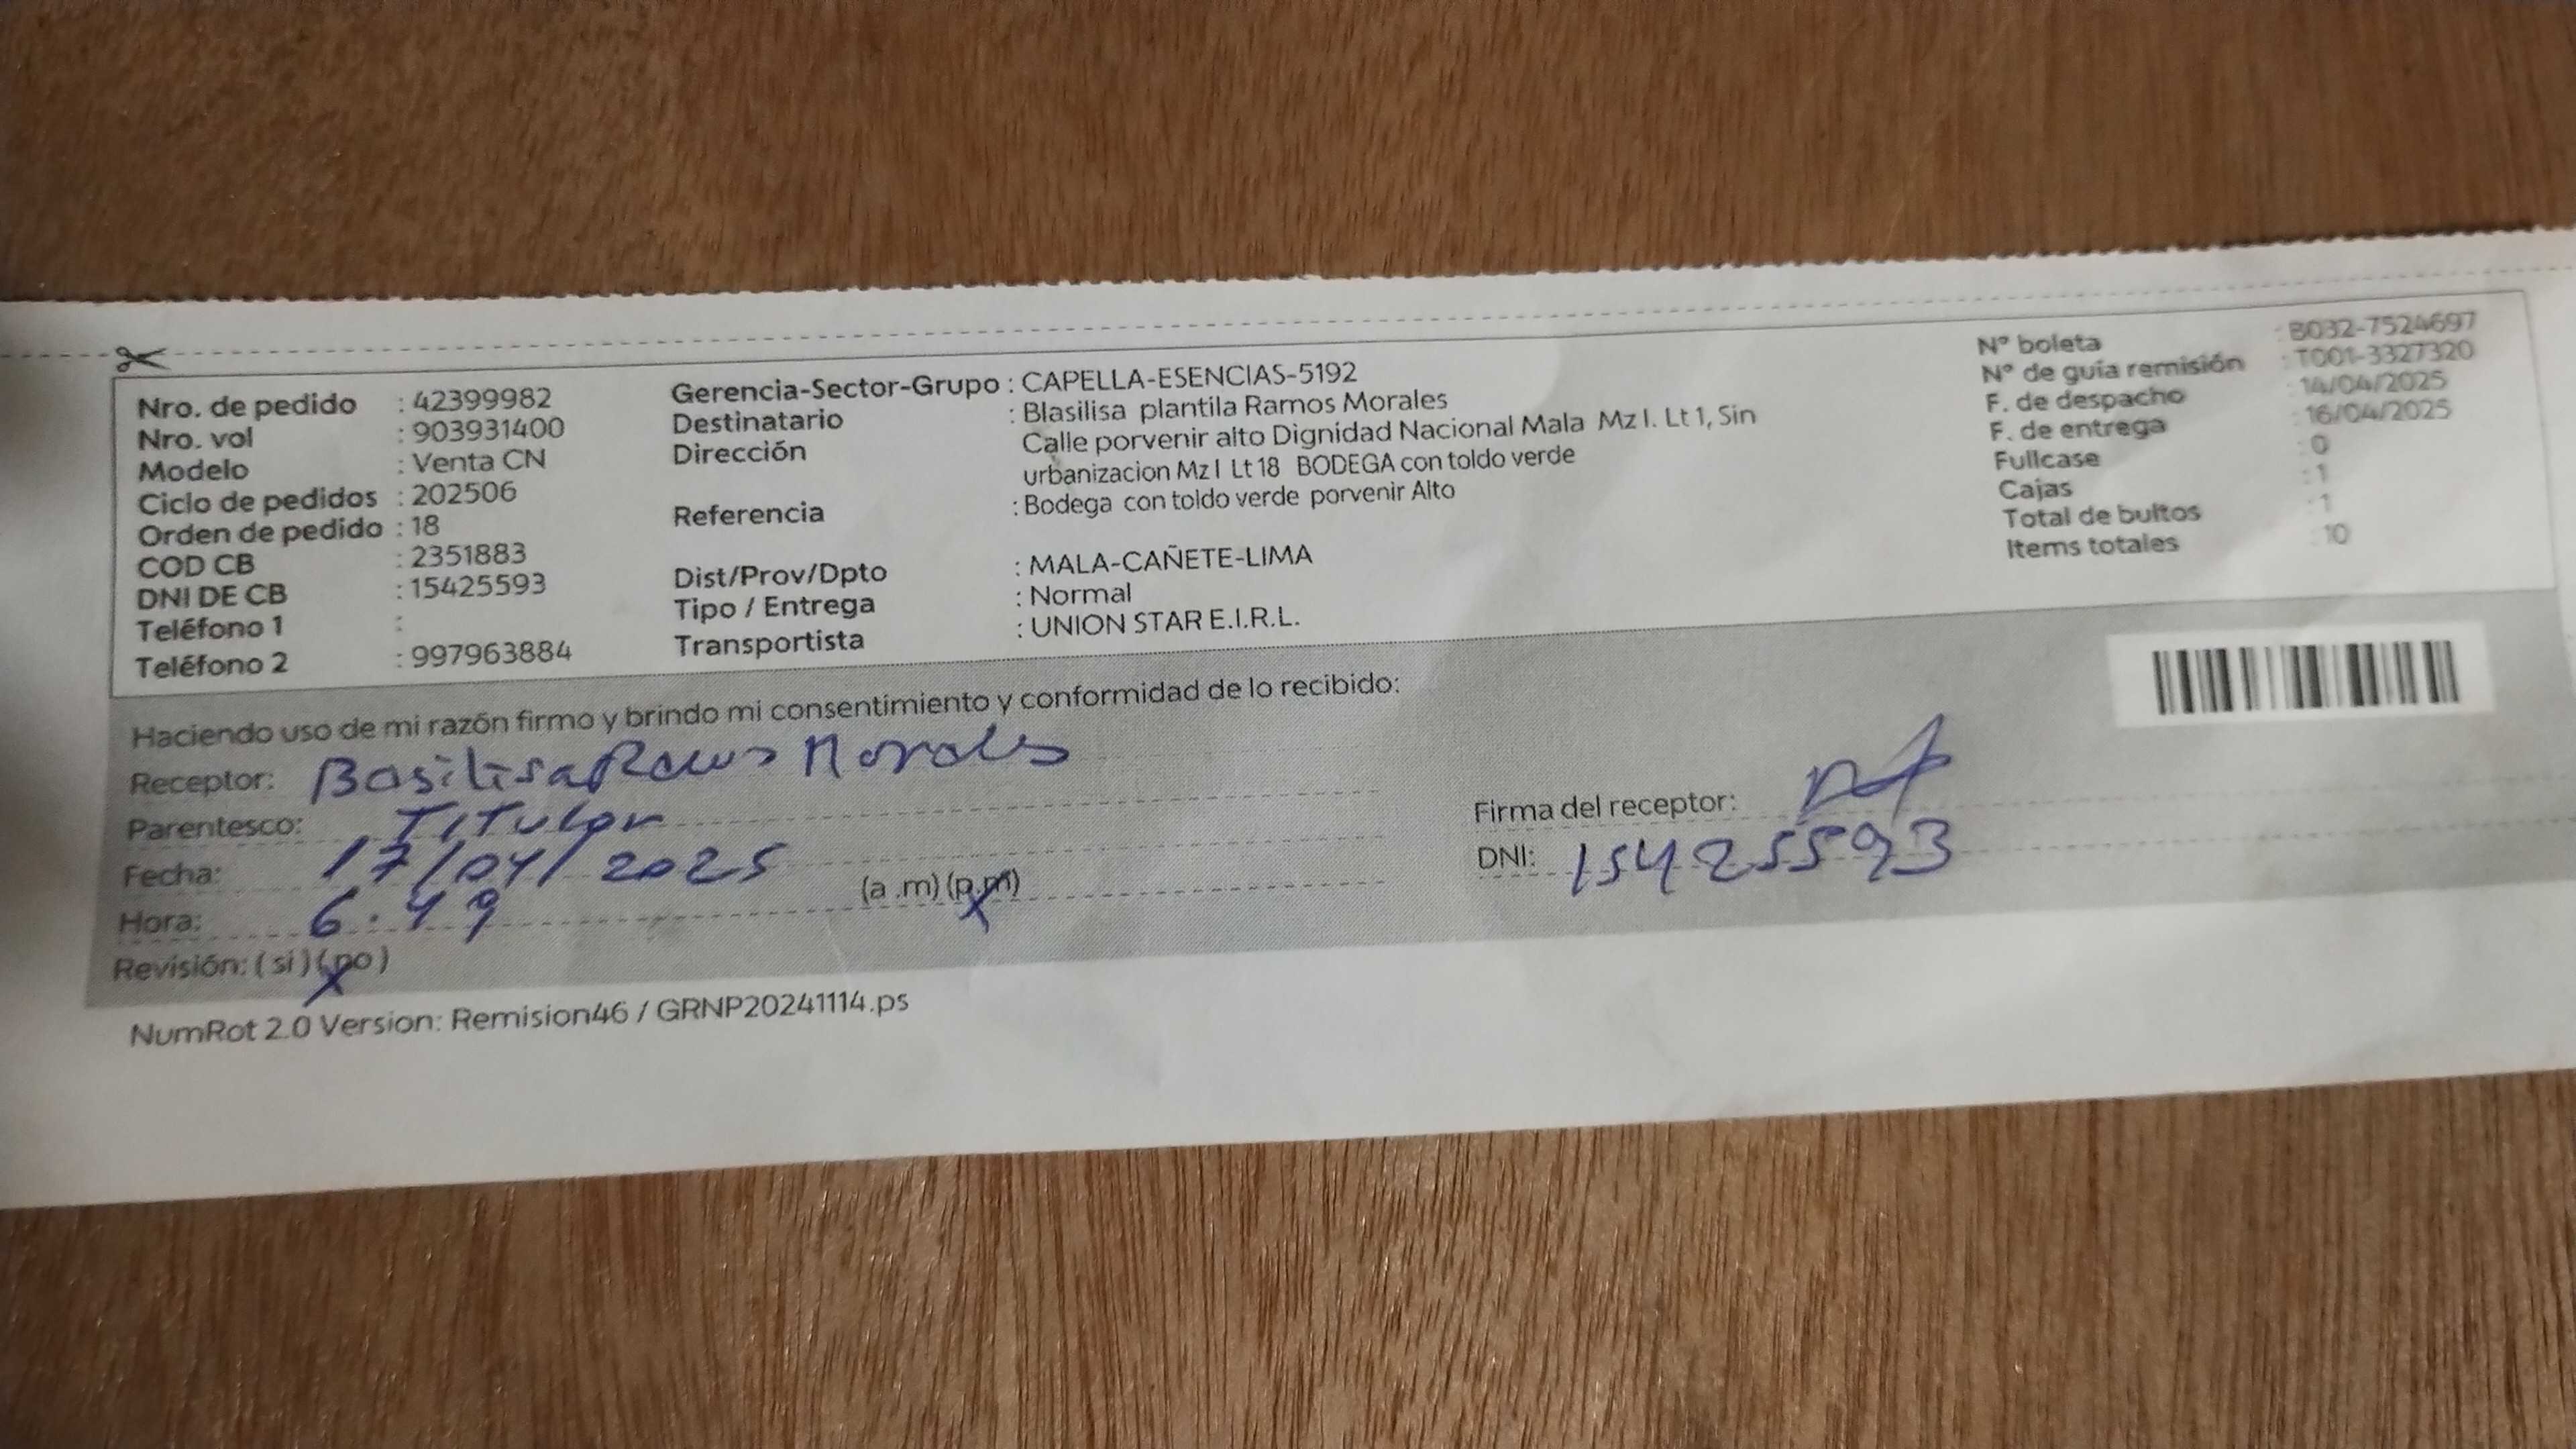 Nro. de pedido : 42399982
Nro. vol : 903931400
Modelo : Venta CN
Ciclo de pedidos : 202506
Orden de pedido : 18
COD CB : 2351883
DNI DE CB : 15425593
Teléfono 1 :
Teléfono 2 : 997963884
Gerencia-Sector-Grupo : CAPELLA-ESENCIAS-5192
Destinatario : Blasilisa plantila Ramos Morales
Dirección Calle porvenir alto Dignidad Nacional Mala Mz I. Lt 1, Sin
urbanizacion Mz I Lt 18 BODEGA con toldo verde
Referencia : Bodega con toldo verde porvenir Alto
Dist/Prov/Dpto : MALA-CAÑETE-LIMA
Tipo / Entrega : Normal
Transportista : UNION STAR E.I.R.L.
N° boleta : B032-7524697
N° de guía remisión : T001-3327320
F. de despacho : 14/04/2025
F. de entrega : 16/04/2025
Fullcase : 0
Cajas : 1
Total de bultos : 1
Items totales : 10
Haciendo uso de mi razón firmo y brindo mi consentimiento y conformidad de lo recibido:
Receptor: Basilisa Ramos Morales
Parentesco: Titular
Fecha: 17/04/2025
Hora: 6.49 (a .m) (p.m)
Revisión: ( si ) ( no )
Firma del receptor:
DNI: 15425593
NumRot 2.0 Version: Remision46 / GRNP20241114.ps